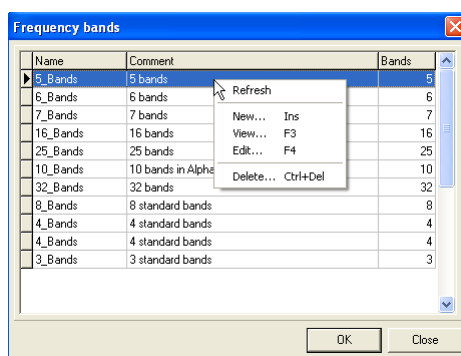 Frequency bands
Name Comment Bands
5_Bands 5 bands 5
6_Bands 6 bands 6
7_Bands 7 bands 7
16_Bands 16 bands 16
25_Bands 25 bands 25
10_Bands 10 bands in Alpha 10
32_Bands 32 bands 32
8_Bands 8 standard bands 8
4_Bands 4 standard bands 4
4_Bands 4 standard bands 4
3_Bands 3 standard bands 3
Refresh
New... Ins
View... F3
Edit... F4
Delete... Ctrl+Del
OK Close